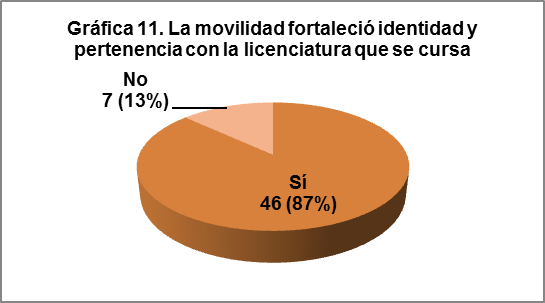 Gráfica 11. La movilidad fortaleció identidad y
pertenencia con la licenciatura que se cursa
No
7 (13%)
Sí
46 (87%)